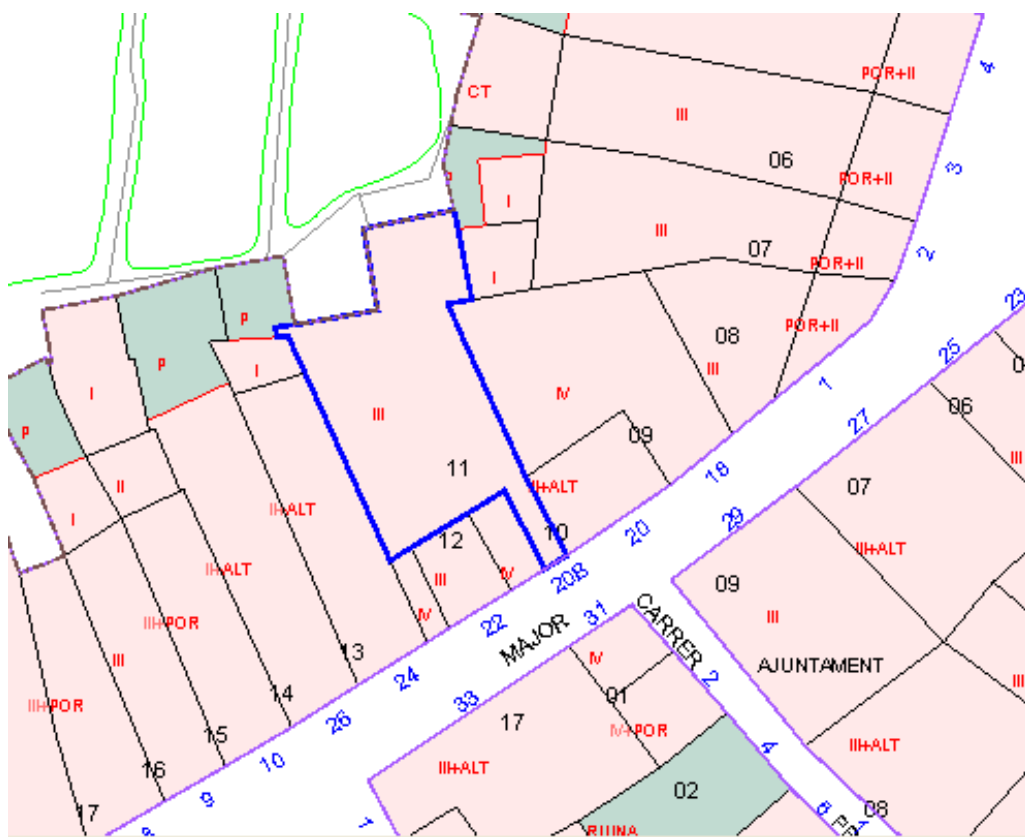 POR+II
4
CT
III
06
POR+II
3
I
III
07
POR+II
2
I
23
P
08
POR+II
25
P
I
III
1
06
I
III
IV
27
P
09
III
11
18
07
II
I
29
III+ALT
10
20
III+ALT
12
III
IV
20B
09
III+ALT
IV
22
31
CARRER
III
III+POR
MAJOR
III
13
24
IV
2
AJUNTAMENT
III
14
33
01
III+POR
26
17
IV+POR
15
10
III+ALT
4
III+ALT
16
9
02
17
8
08
RUINA